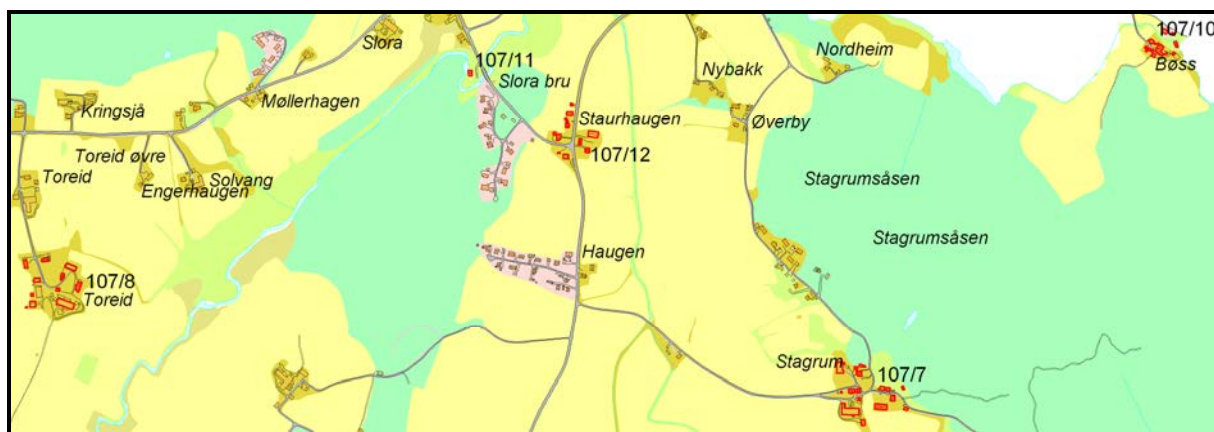 107/10
Slora
Nordheim
Bøss
107/11
Slora bru
Nybakk
Møllerhagen
Kringsjå
Staurhaugen
Øverby
107/12
Toreid øvre
Toreid
Solvang
Engerhaugen
Stagrumsåsen
Stagrumsåsen
Haugen
107/8
Toreid
Stagrum
107/7